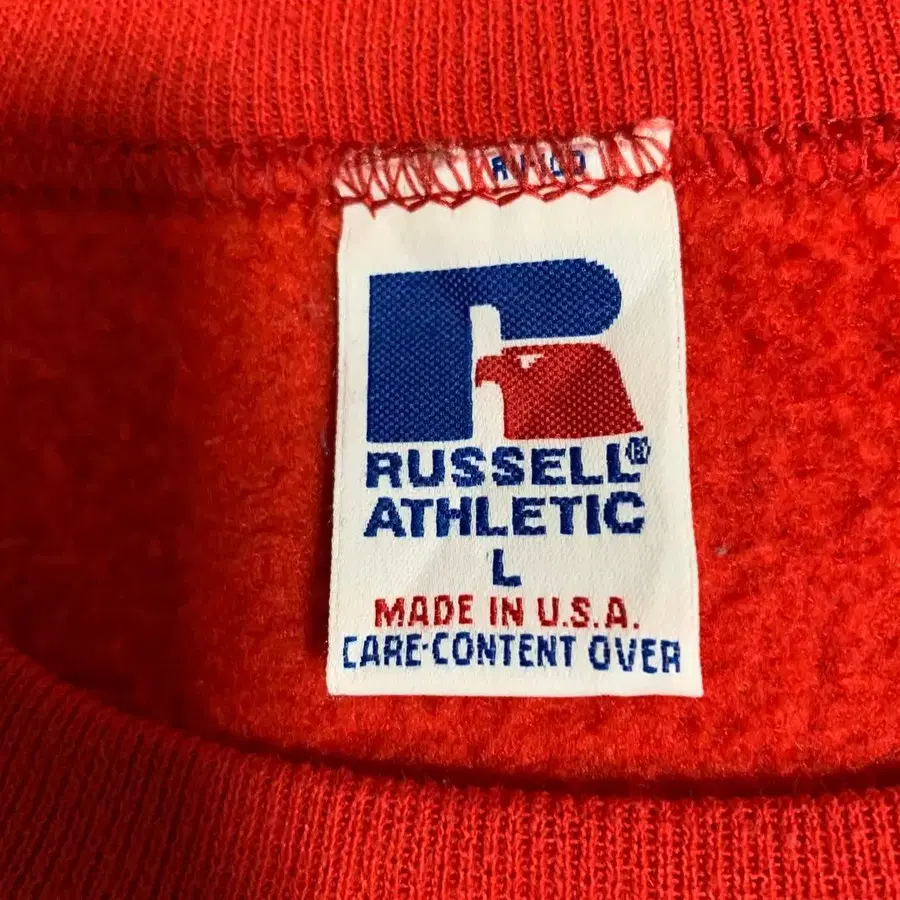 RUSSELL®
ATHLETIC
L
MADE IN U.S.A.
CARE-CONTENT OVER